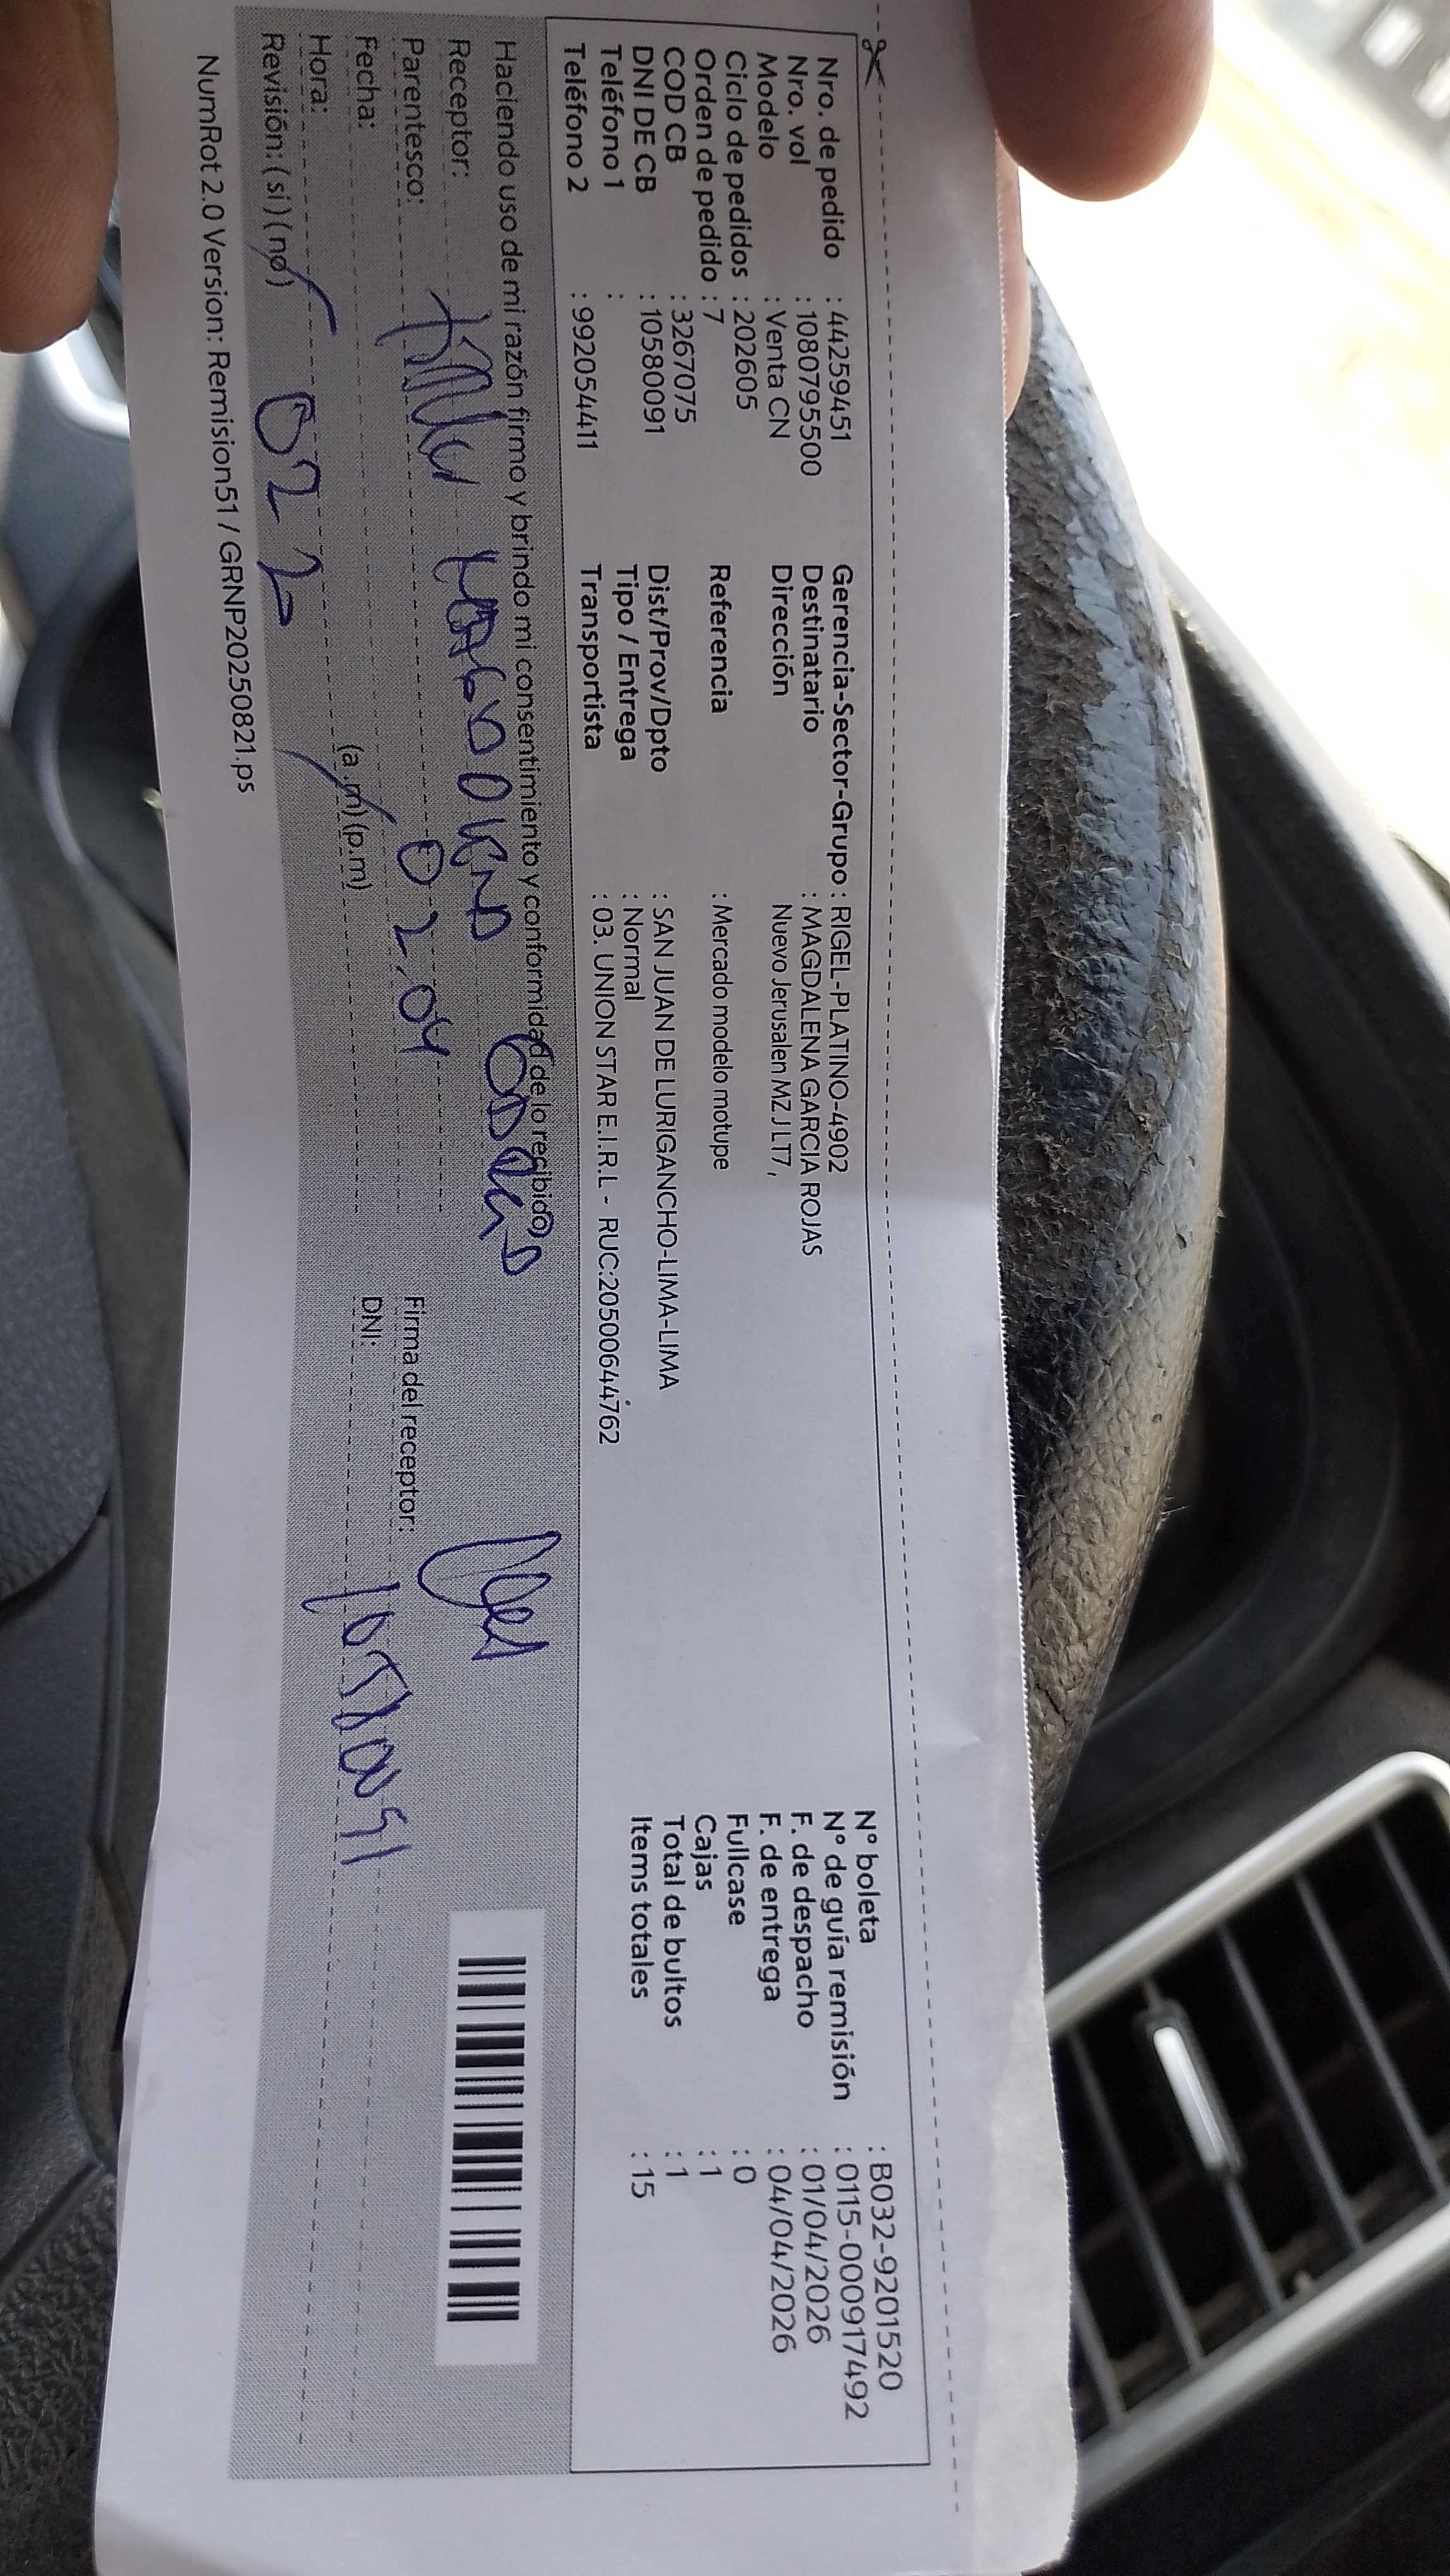 Nro. de pedido : 44259451 Gerencia-Sector-Grupo : RIGEL-PLATINO-4902 N° boleta : B032-9201520
Nro. vol : 1080795500 Destinatario : MAGDALENA GARCIA ROJAS N° de guía remisión : 0115-000917492
Modelo : Venta CN Dirección Nuevo Jerusalen MZ J LT7, F. de despacho : 01/04/2026
Ciclo de pedidos : 202605 F. de entrega : 04/04/2026
Orden de pedido : 7 Referencia : Mercado modelo motupe Fullcase : 0
COD CB : 3267075 Cajas : 1
DNI DE CB : 10580091 Dist/Prov/Dpto : SAN JUAN DE LURIGANCHO-LIMA-LIMA Total de bultos : 1
Teléfono 1 : Tipo / Entrega : Normal Items totales : 15
Teléfono 2 : 992054411 Transportista : 03. UNION STAR E.I.R.L - RUC:20500644762
Haciendo uso de mi razón firmo y brindo mi consentimiento y conformidad de lo recibido)
Receptor:
Parentesco: 02.04 Firma del receptor:
Fecha: DNI: 10580091
Hora: (a.m) (p.m)
Revisión: (si) (no) 022
NumRot 2.0 Version: Remision51 / GRNP20250821.ps